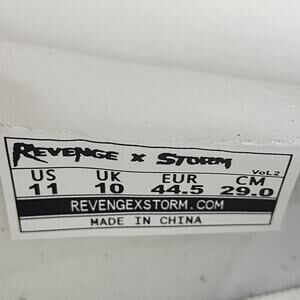 REVENGE X STORM
VOL.2
US UK EUR CM
11 10 44.5 29.0
REVENGEXSTORM.COM
MADE IN CHINA